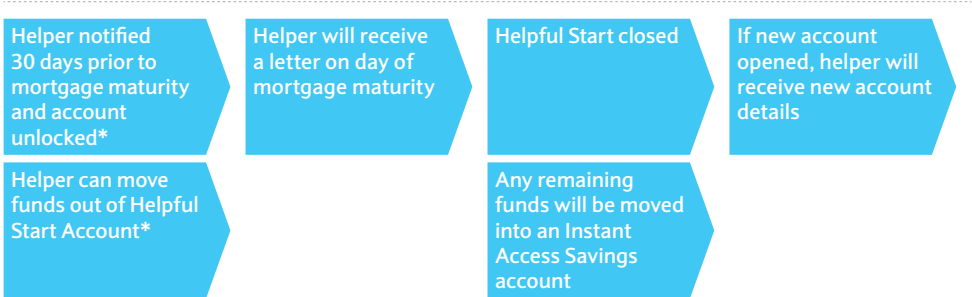 Helper notified
30 days prior to
mortgage maturity
and account
unlocked*
Helper will receive
a letter on day of
mortgage maturity
Helpful Start closed
If new account
opened, helper will
receive new account
details
Helper can move
funds out of Helpful
Start Account*
Any remaining
funds will be moved
into an Instant
Access Savings
account